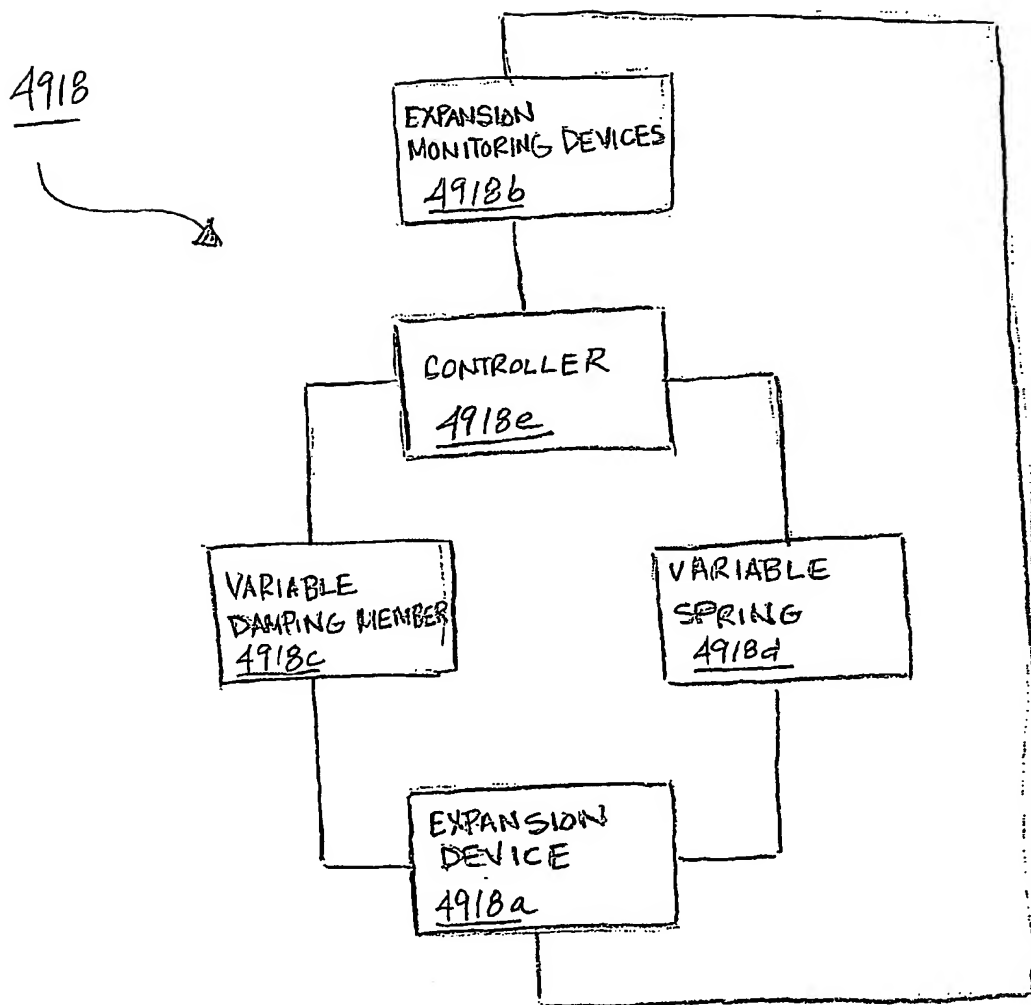 4918
EXPANSION
MONITORING DEVICES
4918b
CONTROLLER
4918e
VARIABLE
DAMPING MEMBER
4918c
VARIABLE
SPRING
4918d
EXPANSION
DEVICE
4918a